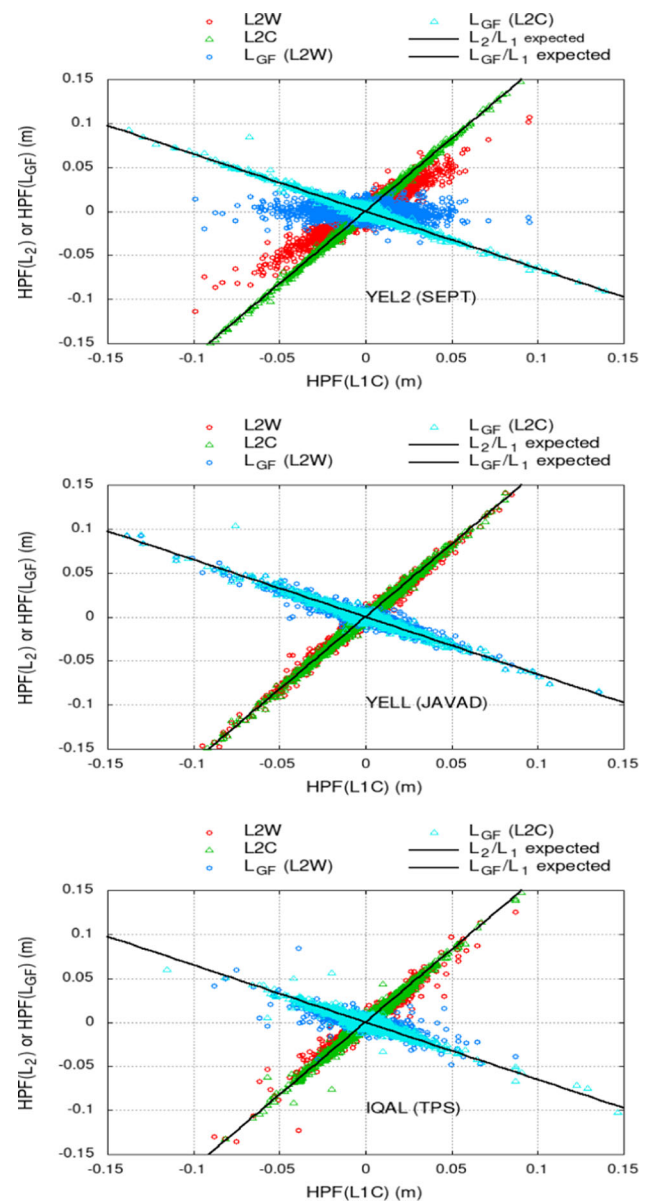 L2W
L2C
LGF (L2W)
LGF (L2C)
L2/L1 expected
LGF/L1 expected
HPF(L2) or HPF(LGF) (m)
0.15
0.1
0.05
0
-0.05
-0.1
-0.15
YEL2 (SEPT)
-0.15 -0.1 -0.05 0 0.05 0.1 0.15
HPF(L1C) (m)
L2W
L2C
LGF (L2W)
LGF (L2C)
L2/L1 expected
LGF/L1 expected
HPF(L2) or HPF(LGF) (m)
0.15
0.1
0.05
0
-0.05
-0.1
-0.15
YELL (JAVAD)
-0.15 -0.1 -0.05 0 0.05 0.1 0.15
HPF(L1C) (m)
L2W
L2C
LGF (L2W)
LGF (L2C)
L2/L1 expected
LGF/L1 expected
HPF(L2) or HPF(LGF) (m)
0.15
0.1
0.05
0
-0.05
-0.1
-0.15
IQAL (TPS)
-0.15 -0.1 -0.05 0 0.05 0.1 0.15
HPF(L1C) (m)